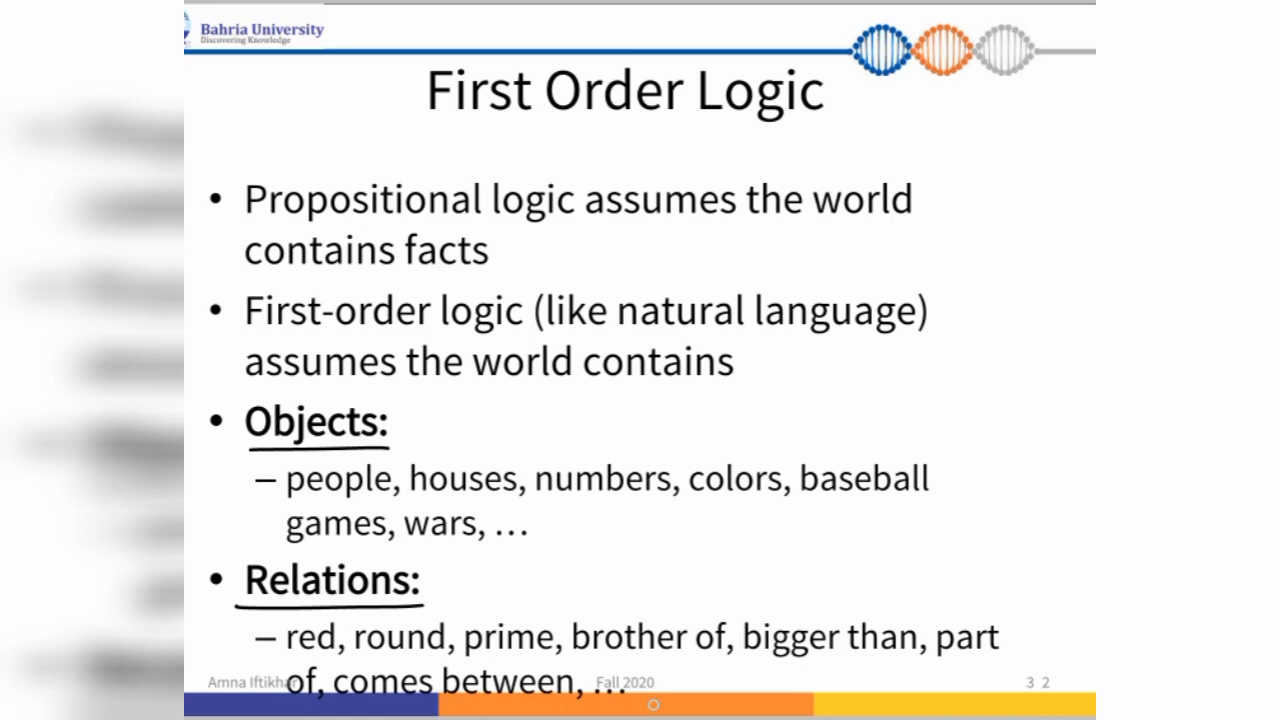 Bahria University
Discovering Knowledge
First Order Logic
• Propositional logic assumes the world
contains facts
• First-order logic (like natural language)
assumes the world contains
• Objects:
– people, houses, numbers, colors, baseball
games, wars, …
• Relations:
– red, round, prime, brother of, bigger than, part
of, comes between, …
Amna Iftikhar
Fall 2020
3 2